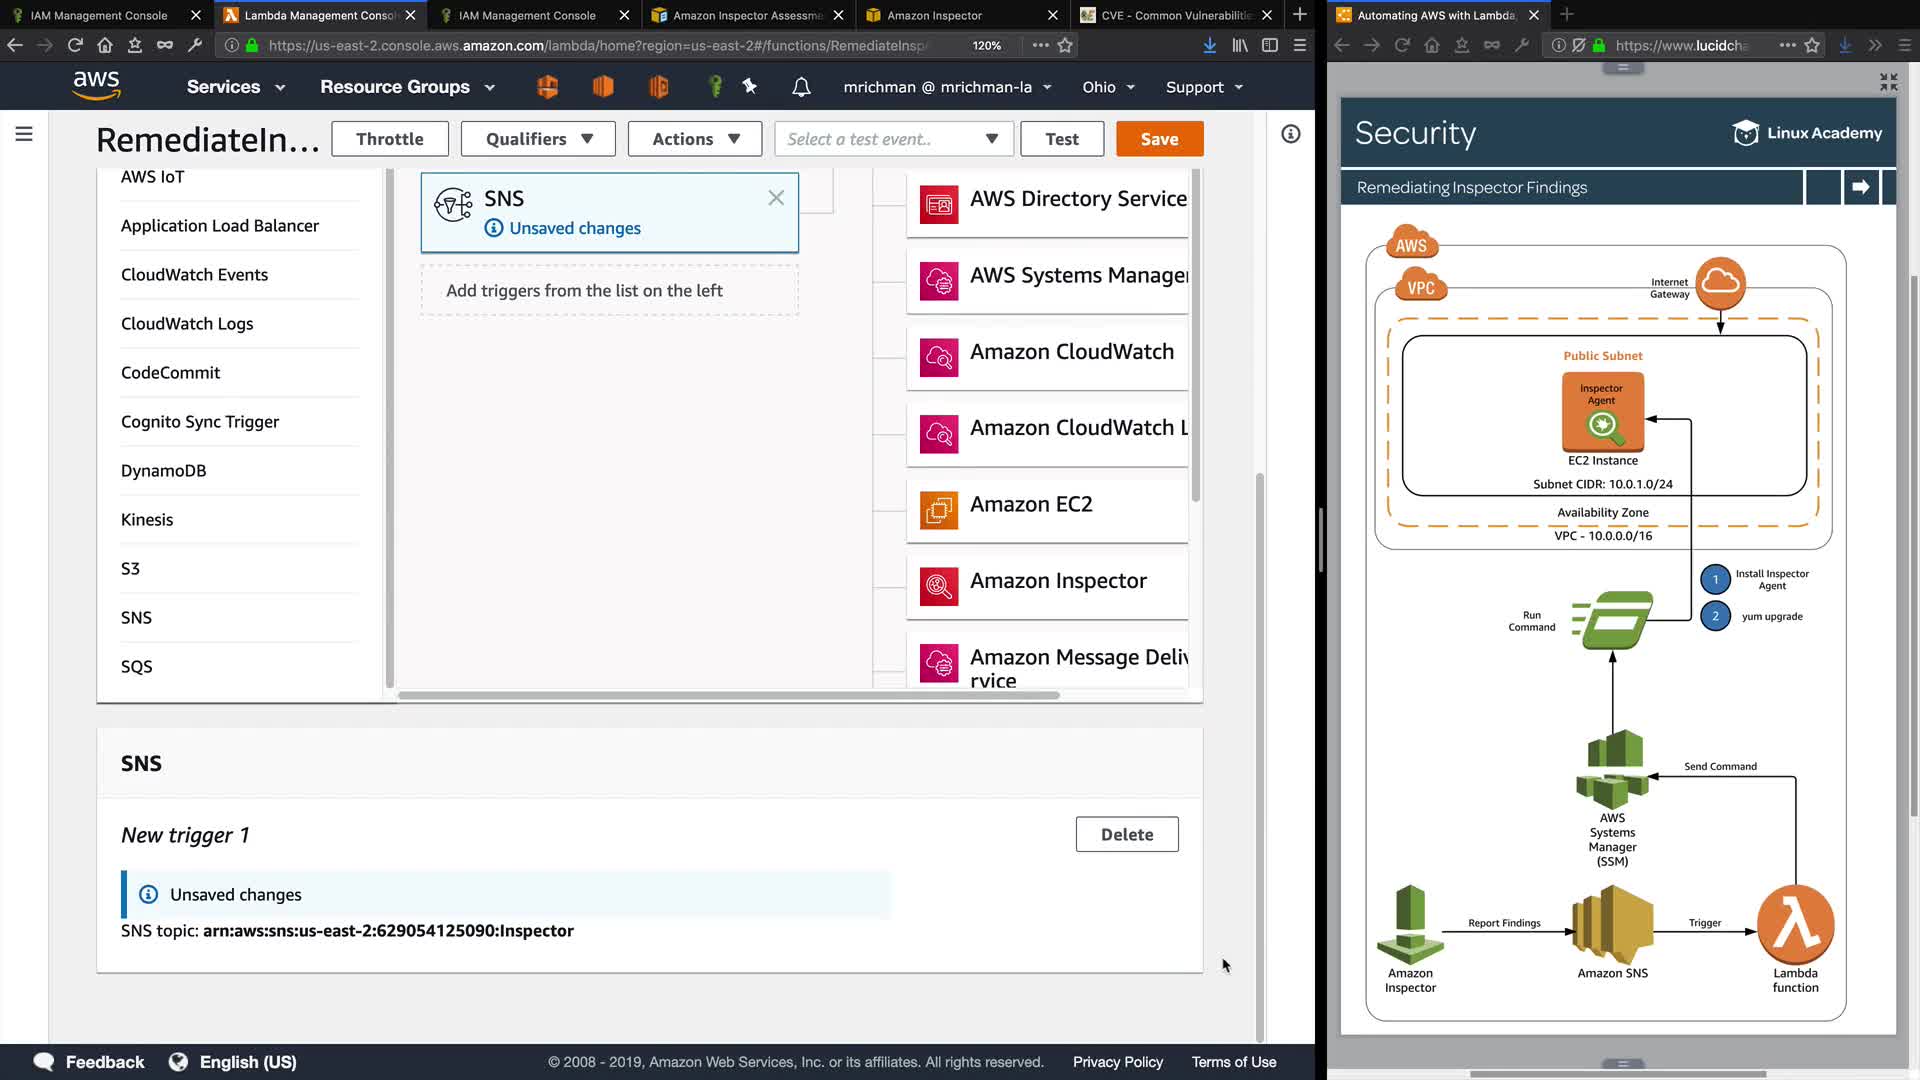 IAM Management Console
Lambda Management Conso
IAM Management Console
Amazon Inspector Assessme
Amazon Inspector
CVE - Common Vulnerabilitie
Automating AWS with Lambda,
https://us-east-2.console.aws.amazon.com/lambda/home?region=us-east-2#/functions/RemediateInsp
120%
https://www.lucidcha
aws
Services
Resource Groups
mrichman @ mrichman-la
Ohio
Support
RemediateIn...
Throttle
Qualifiers
Actions
Select a test event..
Test
Save
AWS IoT
Application Load Balancer
CloudWatch Events
CloudWatch Logs
CodeCommit
Cognito Sync Trigger
DynamoDB
Kinesis
S3
SNS
SQS
SNS
Unsaved changes
Add triggers from the list on the left
AWS Directory Service
AWS Systems Manager
Amazon CloudWatch
Amazon CloudWatch L
Amazon EC2
Amazon Inspector
Amazon Message Deliv
rvice
SNS
New trigger 1
Delete
Unsaved changes
SNS topic: arn:aws:sns:us-east-2:629054125090:Inspector
Feedback
English (US)
© 2008 - 2019, Amazon Web Services, Inc. or its affiliates. All rights reserved.
Privacy Policy
Terms of Use
Security
Linux Academy
Remediating Inspector Findings
AWS
VPC
Internet
Gateway
Public Subnet
Inspector
Agent
EC2 Instance
Subnet CIDR: 10.0.1.0/24
Availability Zone
VPC - 10.0.0.0/16
1
Install Inspector
Agent
2
yum upgrade
Run
Command
Send Command
AWS
Systems
Manager
(SSM)
Report Findings
Trigger
Amazon
Inspector
Amazon SNS
Lambda
function